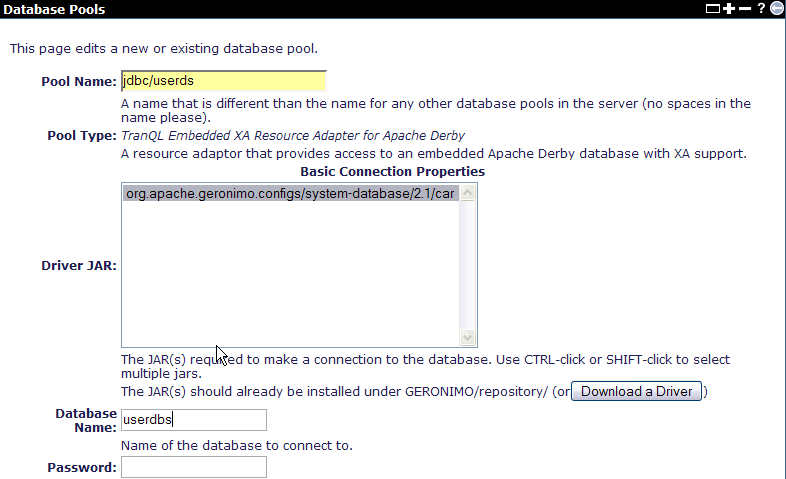 Database Pools
This page edits a new or existing database pool.
Pool Name: jdbc/userds
A name that is different than the name for any other database pools in the server (no spaces in the
name please).
Pool Type: TranQL Embedded XA Resource Adapter for Apache Derby
A resource adaptor that provides access to an embedded Apache Derby database with XA support.
Basic Connection Properties
org.apache.geronimo.configs/system-database/2.1/car
Driver JAR:
The JAR(s) required to make a connection to the database. Use CTRL-click or SHIFT-click to select
multiple jars.
The JAR(s) should already be installed under GERONIMO/repository/ (or Download a Driver )
Database
Name: userdbs
Name of the database to connect to.
Password: